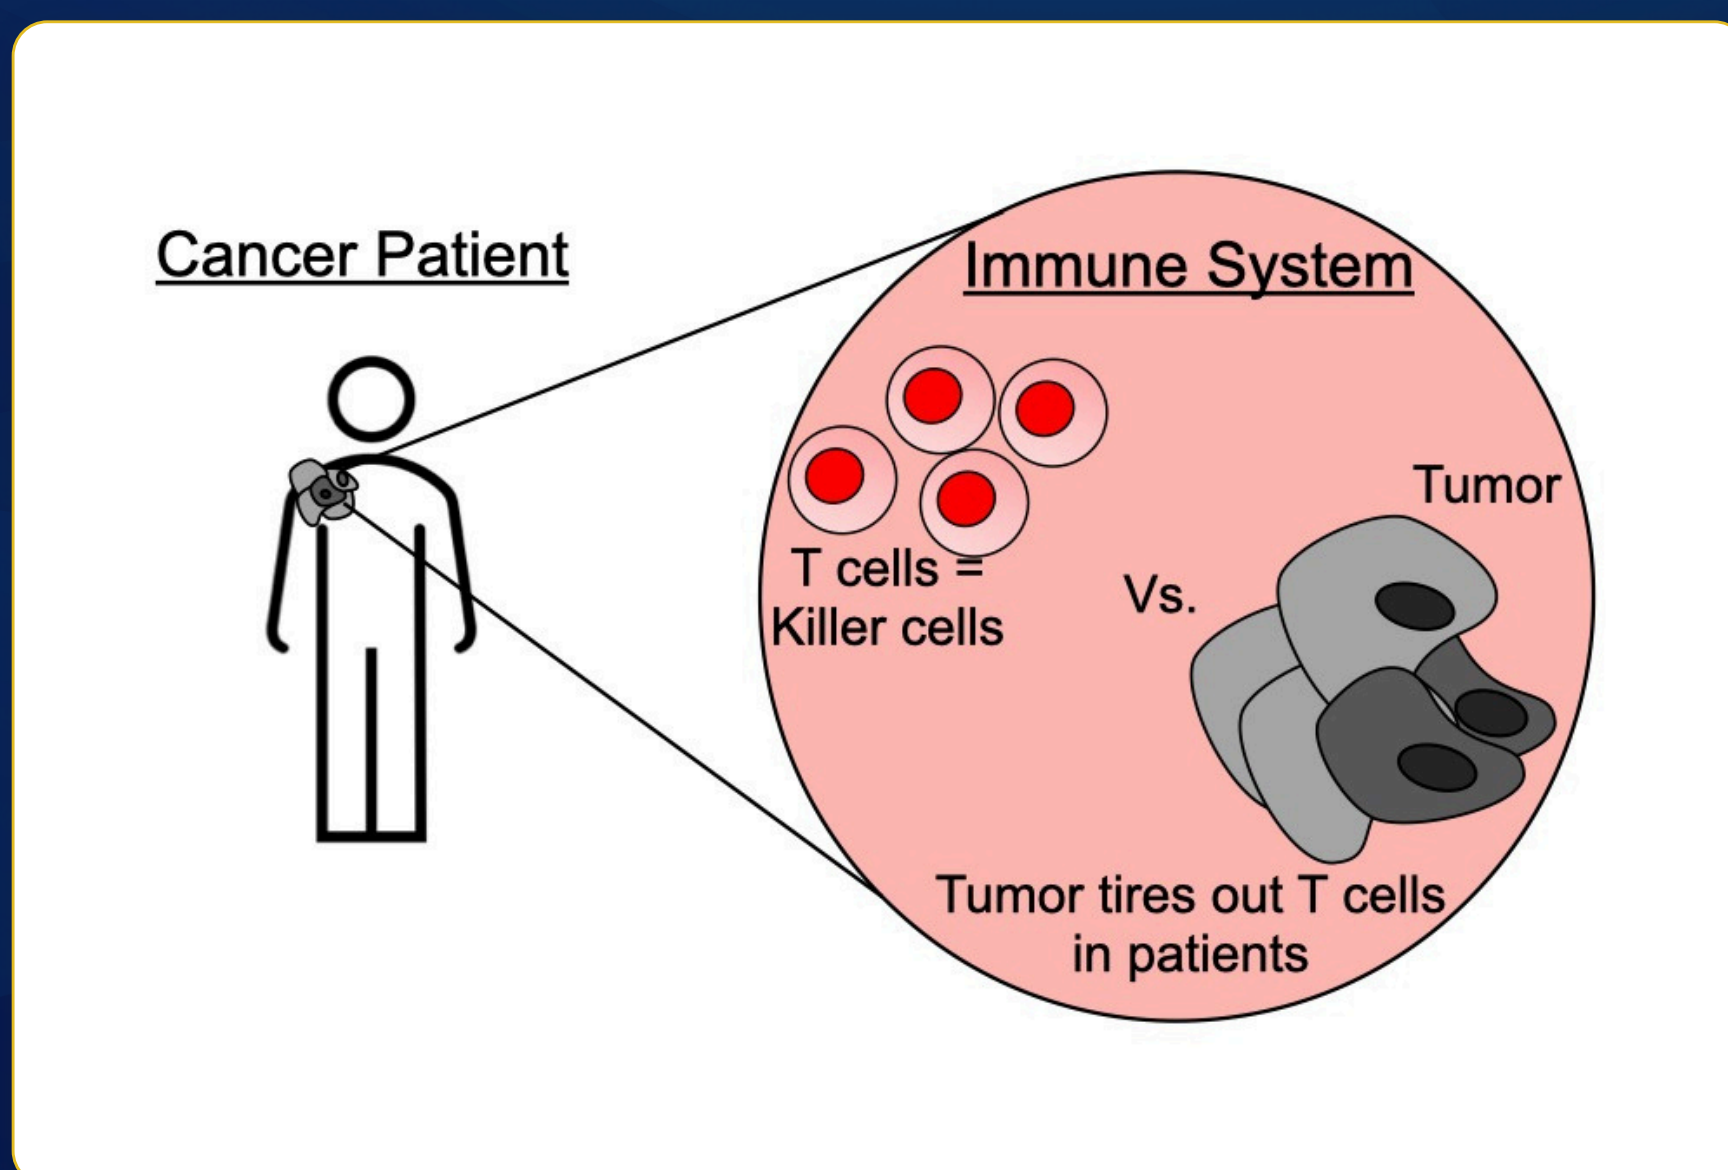 Cancer Patient
Immune System
T cells =
Killer cells
Vs.
Tumor
Tumor tires out T cells
in patients